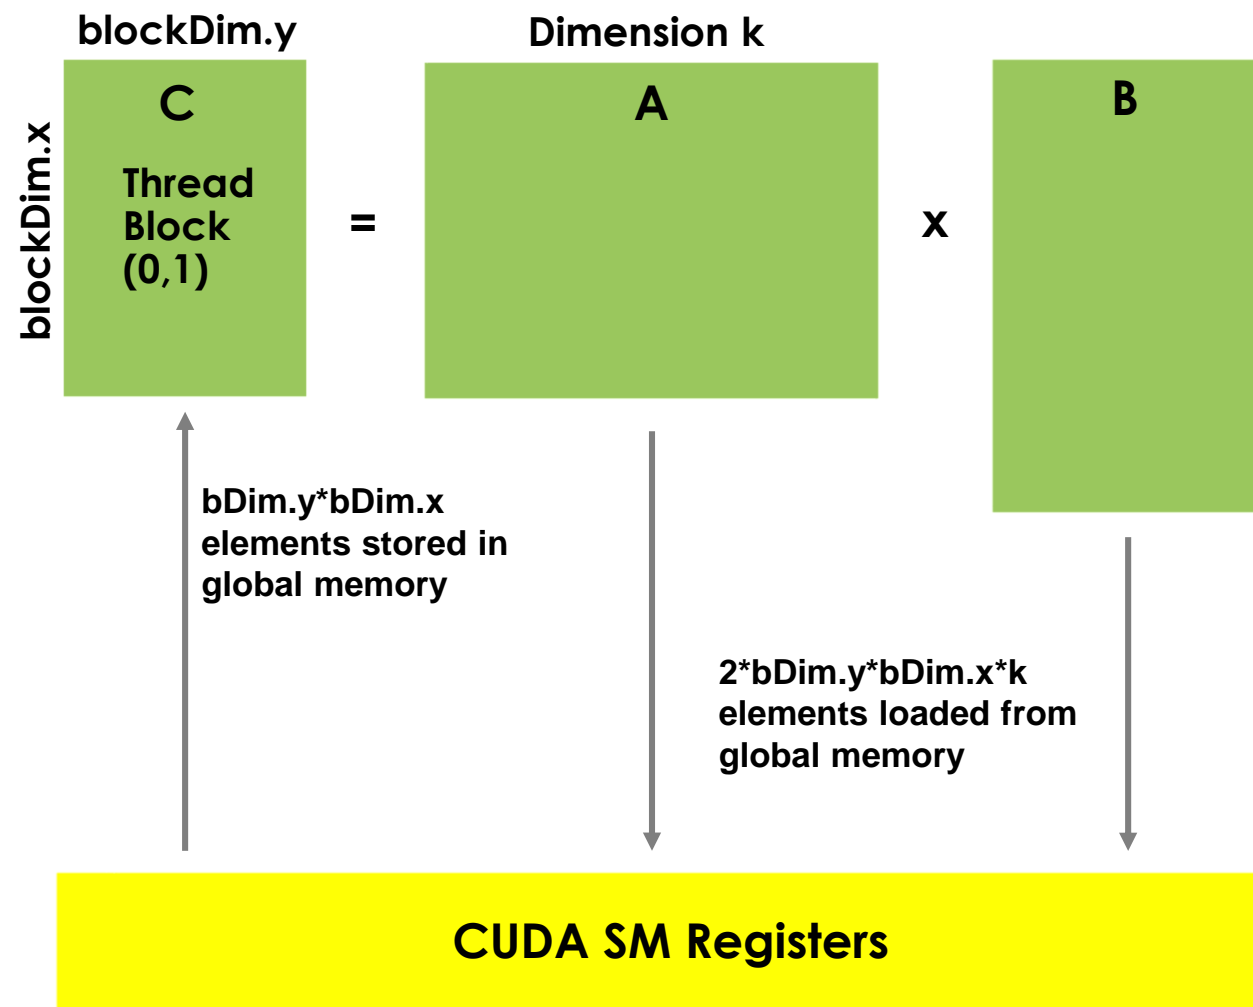 blockDim.y
Dimension k
blockDim.x
C
Thread
Block
(0,1)
=
A
x
B
bDim.y*bDim.x
elements stored in
global memory
2*bDim.y*bDim.x*k
elements loaded from
global memory
CUDA SM Registers